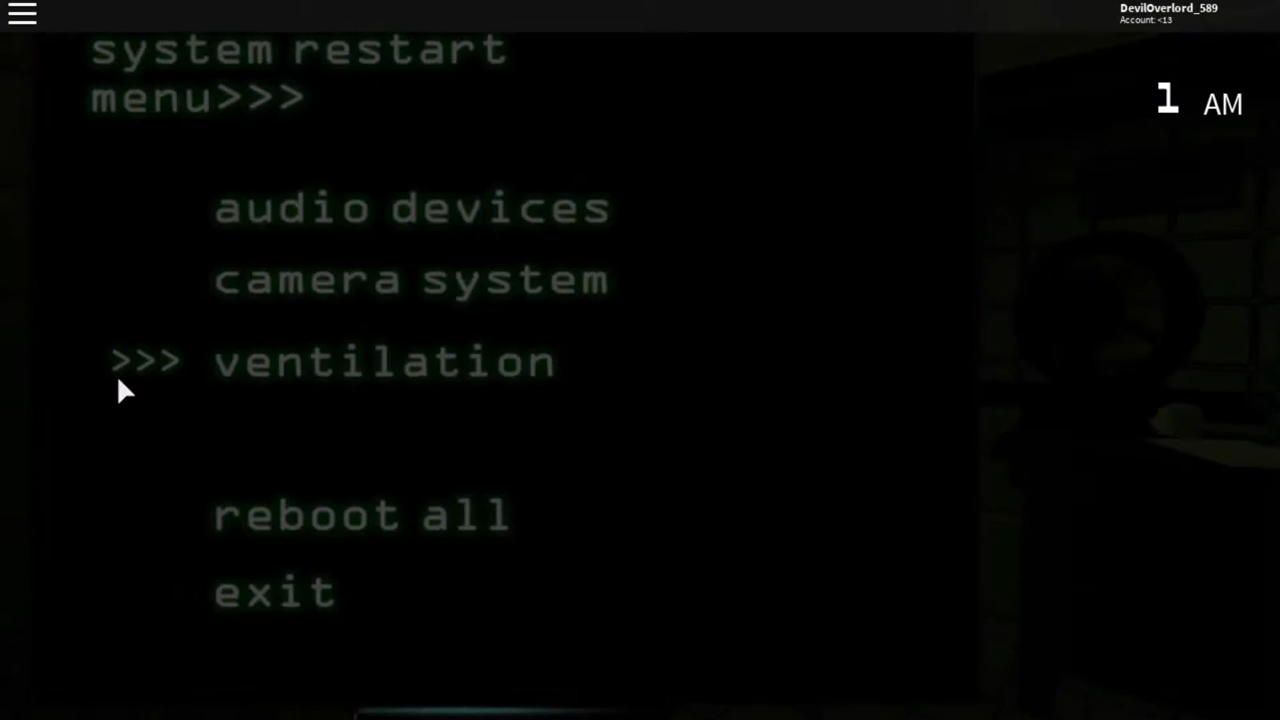 DevilOverlord_589
Account: <13
system restart
menu>>>
1 AM
audio devices
camera system
>>> ventilation
reboot all
exit